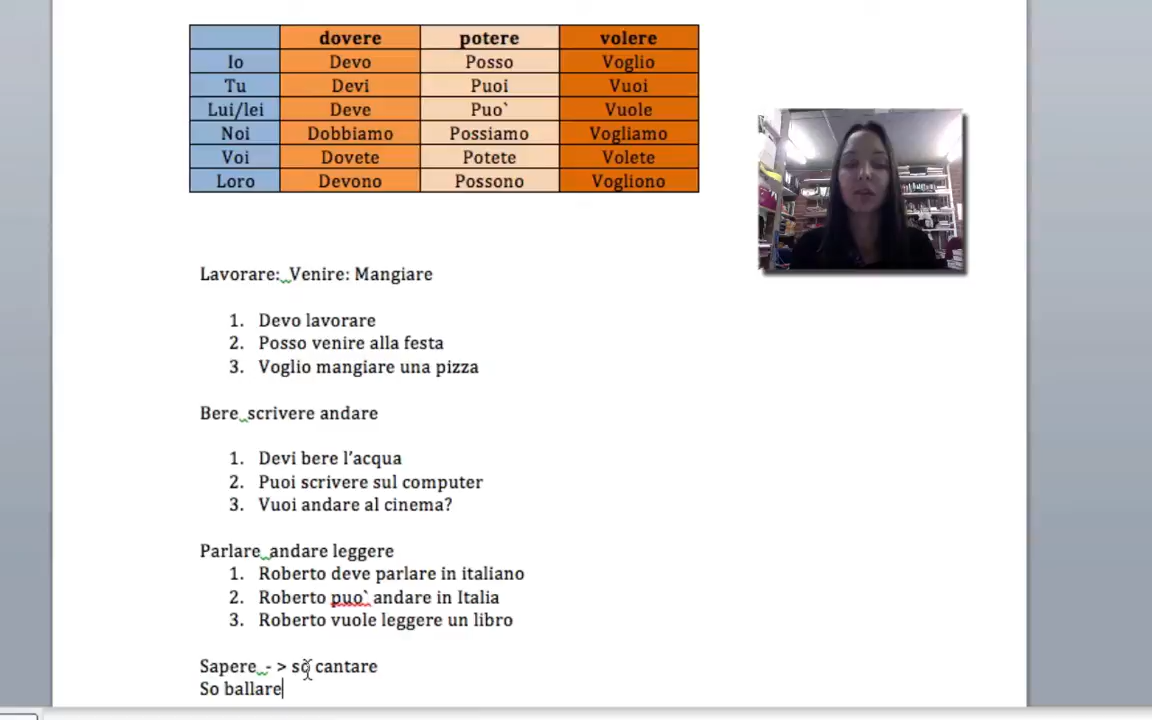 dovere potere volere
Io Devo Posso Voglio
Tu Devi Puoi Vuoi
Lui/lei Deve Puo` Vuole
Noi Dobbiamo Possiamo Vogliamo
Voi Dovete Potete Volete
Loro Devono Possono Vogliono
Lavorare: Venire: Mangiare
1. Devo lavorare
2. Posso venire alla festa
3. Voglio mangiare una pizza
Bere scrivere andare
1. Devi bere l’acqua
2. Puoi scrivere sul computer
3. Vuoi andare al cinema?
Parlare andare leggere
1. Roberto deve parlare in italiano
2. Roberto puo` andare in Italia
3. Roberto vuole leggere un libro
Sapere - > so cantare
So ballare